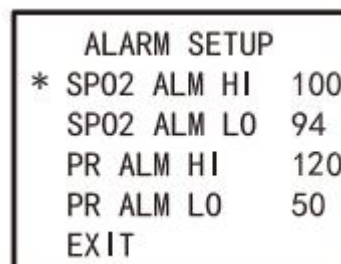 ALARM SETUP
* SPO2 ALM HI 100
SPO2 ALM LO 94
PR ALM HI 120
PR ALM LO 50
EXIT